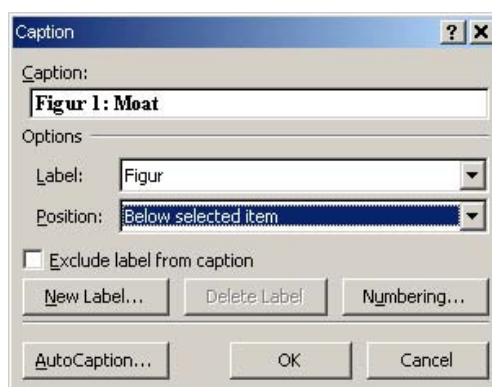 Caption
Caption:
Figur 1: Moat
Options
Label: Figur
Position: Below selected item
Exclude label from caption
New Label... Delete Label Numbering...
AutoCaption... OK Cancel